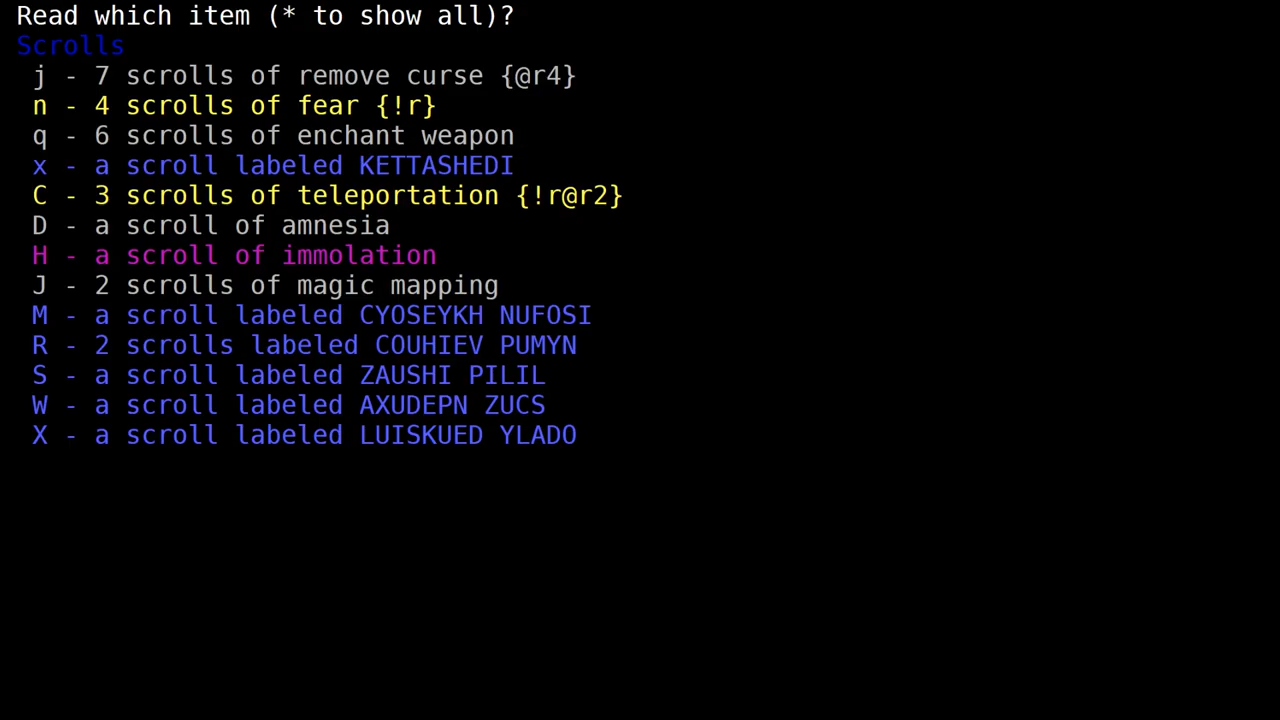 Read which item (* to show all)?
Scrolls
j - 7 scrolls of remove curse {@r4}
n - 4 scrolls of fear {!r}
q - 6 scrolls of enchant weapon
x - a scroll labeled KETTASHEDI
C - 3 scrolls of teleportation {!r@r2}
D - a scroll of amnesia
H - a scroll of immolation
J - 2 scrolls of magic mapping
M - a scroll labeled CYOSEYKH NUFOSI
R - 2 scrolls labeled COUHIEV PUMYN
S - a scroll labeled ZAUSHI PILIL
W - a scroll labeled AXUDEPN ZUCS
X - a scroll labeled LUISKUED YLADO